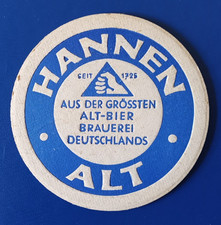 HANNEN
SEIT 1725
AUS DER GRÖSSTEN
ALT-BIER
BRAUEREI
DEUTSCHLANDS
ALT